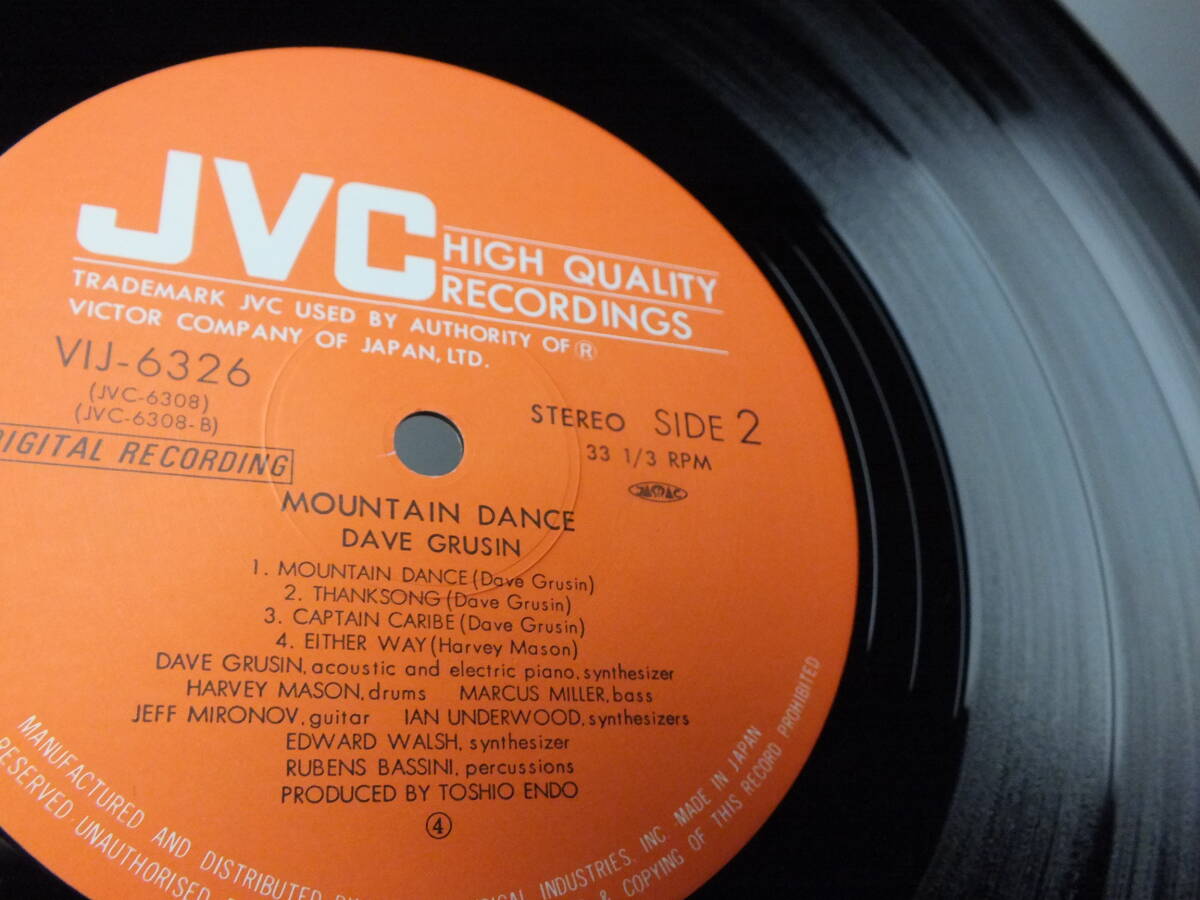 JVC
HIGH QUALITY
RECORDINGS
TRADEMARK JVC USED BY AUTHORITY OF ®
VICTOR COMPANY OF JAPAN, LTD.
VIJ-6326
(JVC-6308)
(JVC-6308-B)
DIGITAL RECORDING
STEREO SIDE 2
33 1/3 RPM
MOUNTAIN DANCE
DAVE GRUSIN
1. MOUNTAIN DANCE (Dave Grusin)
2. THANKSONG (Dave Grusin)
3. CAPTAIN CARIBE (Dave Grusin)
4. EITHER WAY (Harvey Mason)
DAVE GRUSIN, acoustic and electric piano, synthesizer
HARVEY MASON, drums MARCUS MILLER, bass
JEFF MIRONOV, guitar IAN UNDERWOOD, synthesizers
EDWARD WALSH, synthesizer
RUBENS BASSINI, percussions
PRODUCED BY TOSHIO ENDO
④
MANUFACTURED AND DISTRIBUTED INDUSTRIES, INC. MADE IN JAPAN
RESERVED. UNAUTHORISED & COPYING OF THIS RECORD PROHIBITED